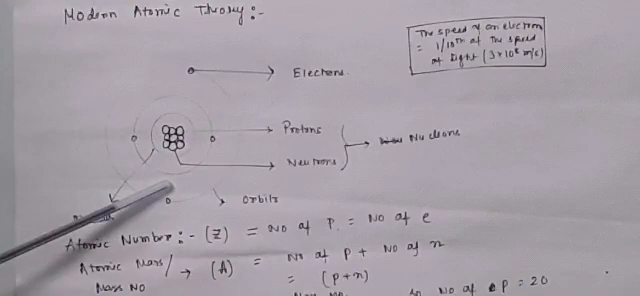 Modern Atomic Theory :-
The speed of an electron
= 1/10th of the speed
of light (3×10⁸ m/s)
Electrons.
Protons
Neutrons
Nucleons
orbits
Atomic Number :- (Z) = No of P. = No of e
Atomic Mass/ → (A) = No of P + No of n
Mass No = (p+n)
No of P = 20